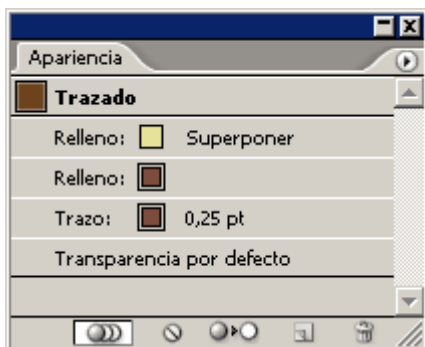 Apariencia
Trazado
Relleno: Superponer
Relleno:
Trazo: 0,25 pt
Transparencia por defecto